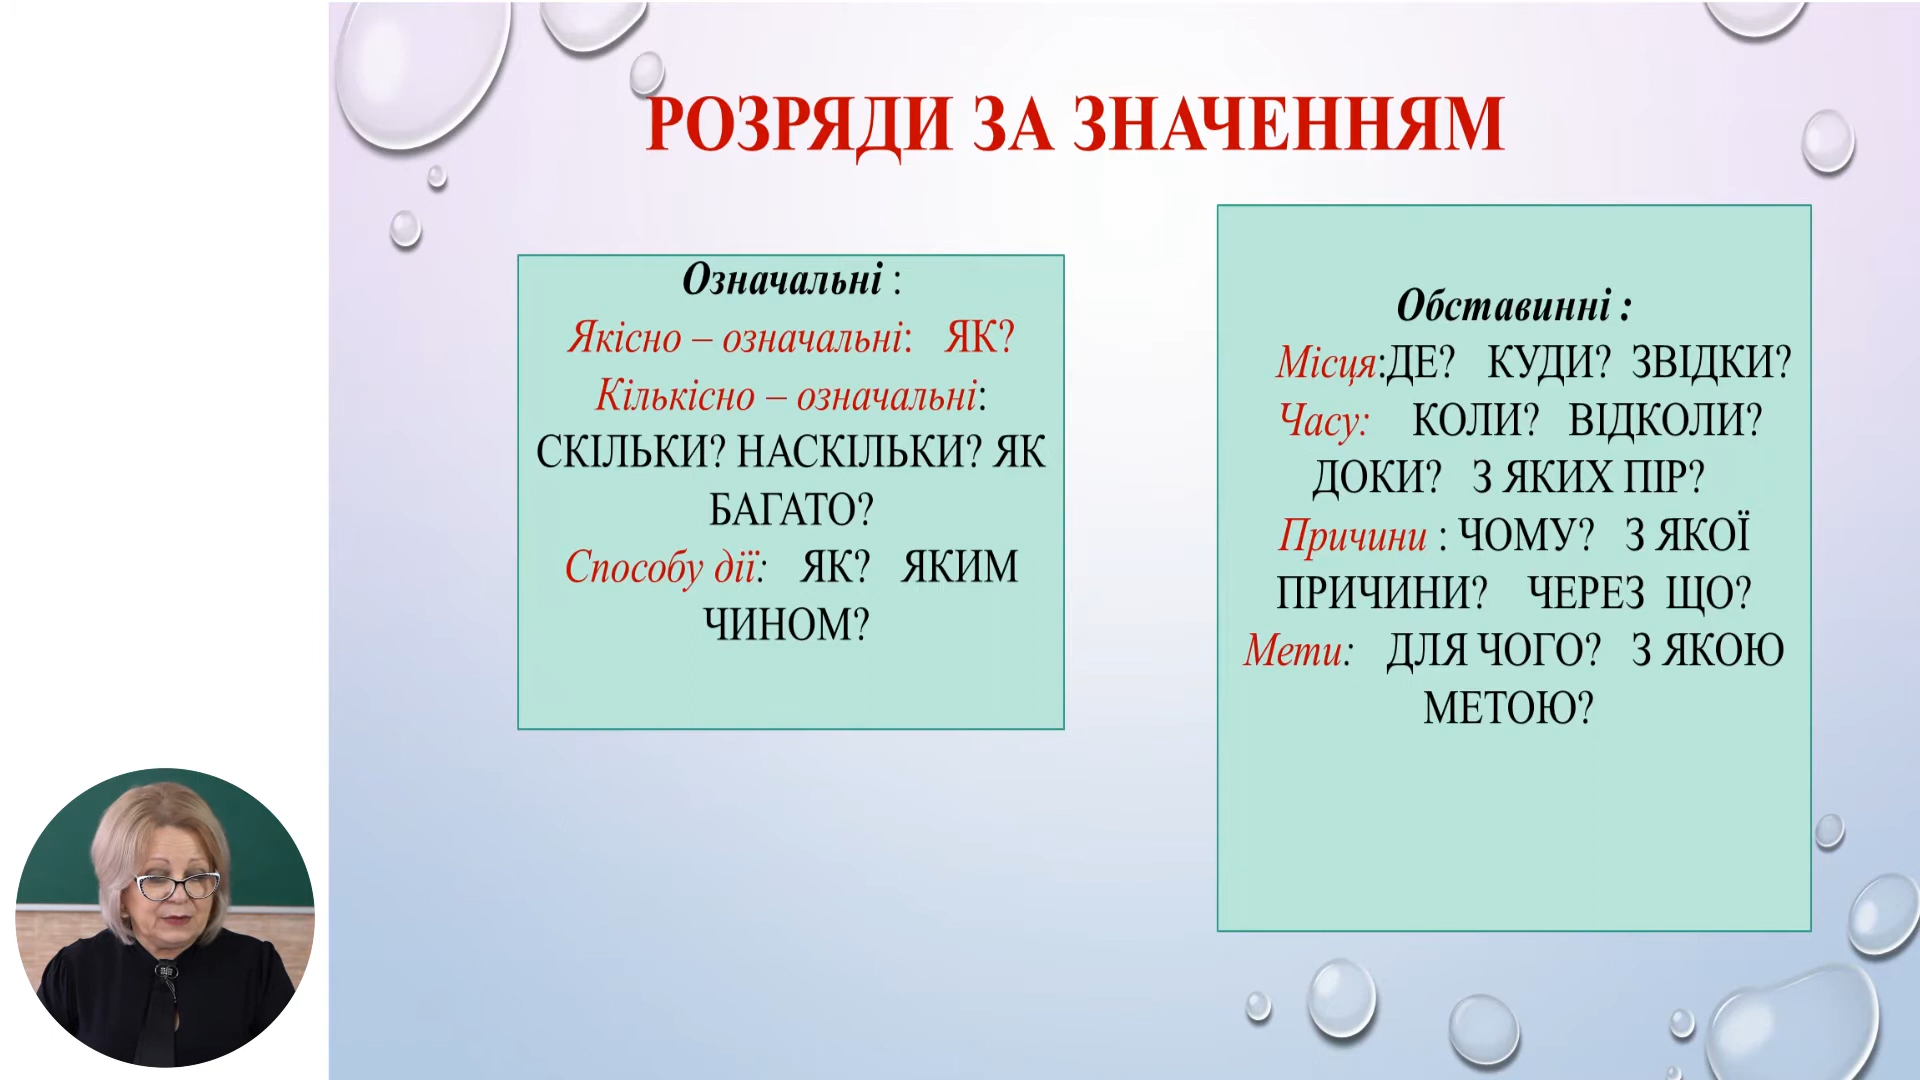 РОЗРЯДИ ЗА ЗНАЧЕННЯМ
Означальні :
Якісно – означальні: ЯК?
Кількісно – означальні:
СКІЛЬКИ? НАСКІЛЬКИ? ЯК
БАГАТО?
Способу дії: ЯК? ЯКИМ
ЧИНОМ?
Обставинні :
Місця:ДЕ? КУДИ? ЗВІДКИ?
Часу: КОЛИ? ВІДКОЛИ?
ДОКИ? З ЯКИХ ПІР?
Причини : ЧОМУ? З ЯКОЇ
ПРИЧИНИ? ЧЕРЕЗ ЩО?
Мети: ДЛЯ ЧОГО? З ЯКОЮ
МЕТОЮ?